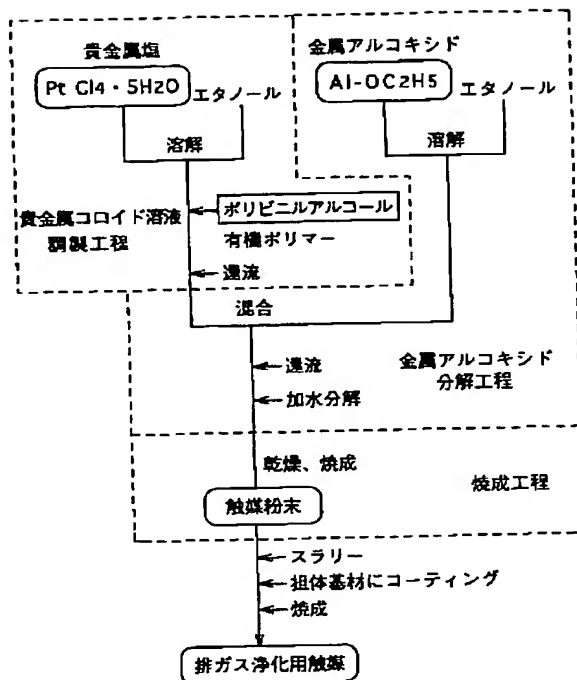 貴金属塩
Pt Cl4・5H2O
エタノール
溶解
金属アルコキシド
Al-OC2H5
エタノール
溶解
ポリビニルアルコール
有機ポリマー
貴金属コロイド溶液
調製工程
還流
混合
還流
加水分解
金属アルコキシド
分解工程
乾燥、焼成
焼成工程
触媒粉末
スラリー
担体基材にコーティング
焼成
排ガス浄化用触媒